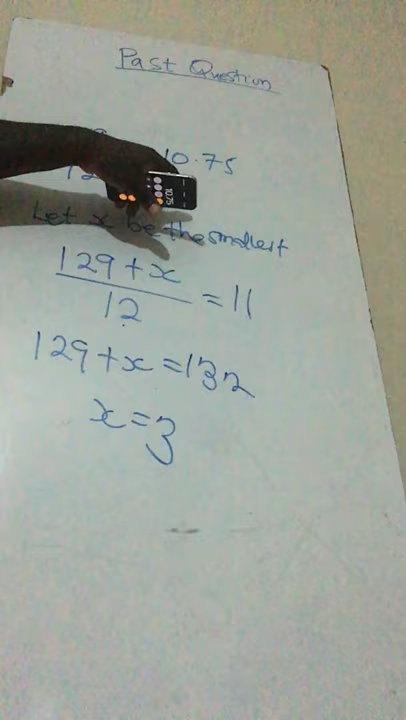 Past Question
10.75
Let x be the smallest
129+x
12
=11
129+x=132
x=3